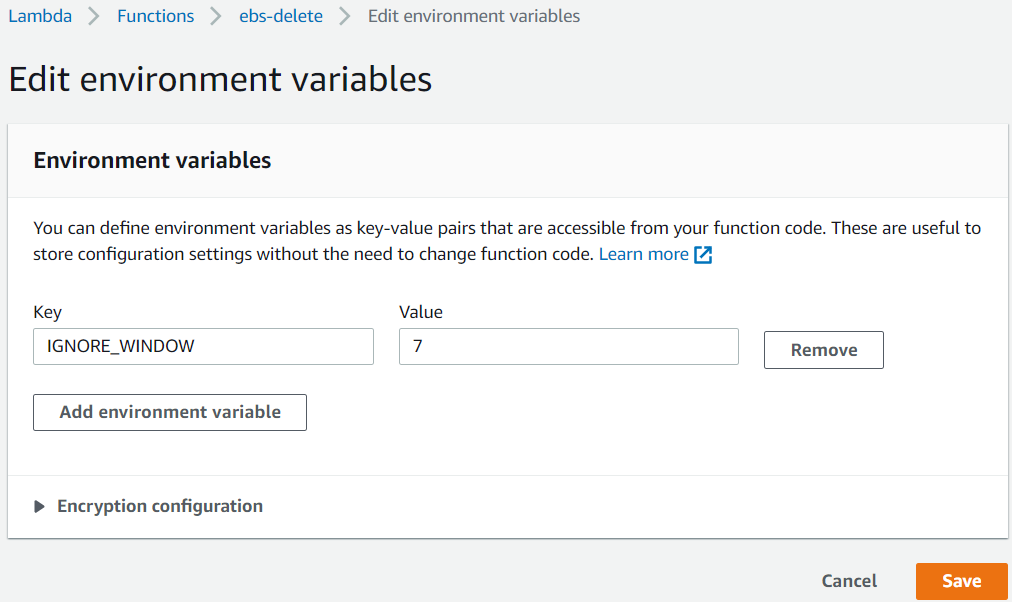 Lambda > Functions > ebs-delete > Edit environment variables
Edit environment variables
Environment variables
You can define environment variables as key-value pairs that are accessible from your function code. These are useful to
store configuration settings without the need to change function code. Learn more
Key Value
IGNORE_WINDOW 7 Remove
Add environment variable
Encryption configuration
Cancel Save